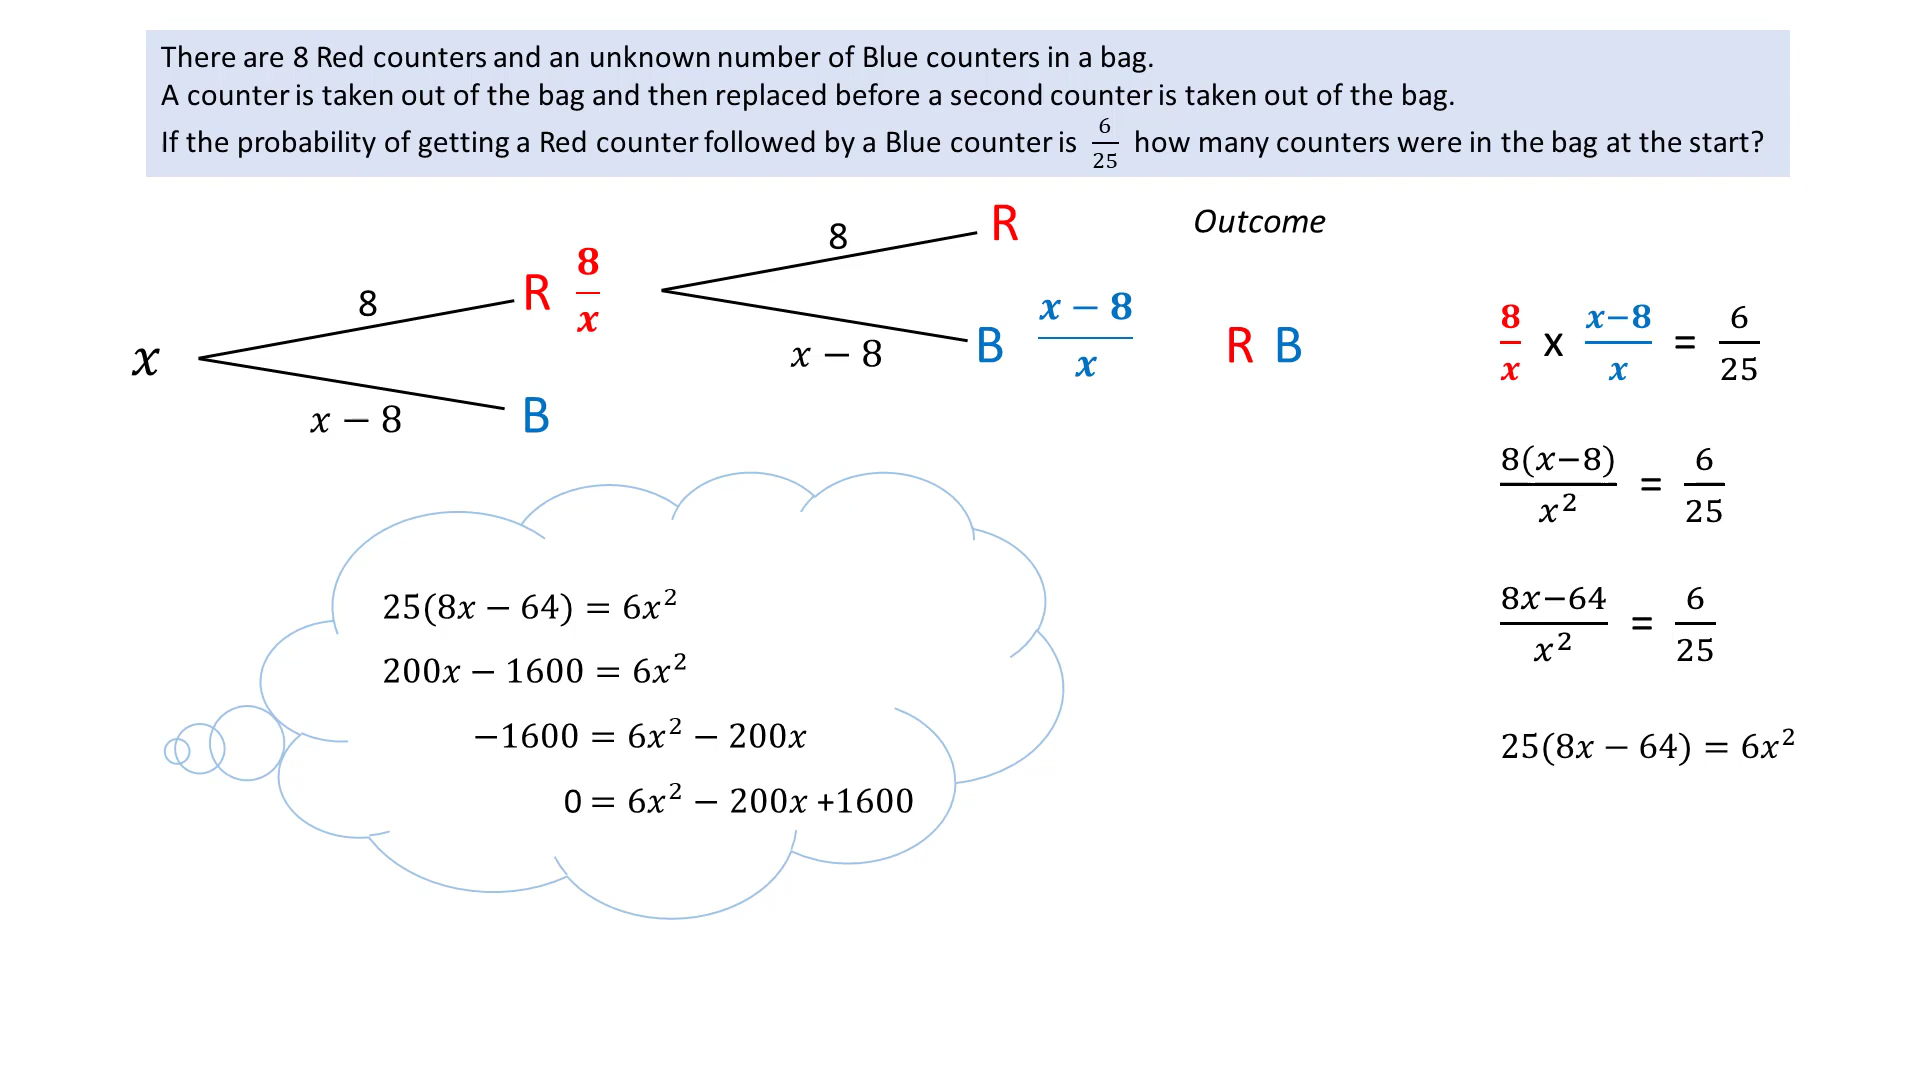 There are 8 Red counters and an unknown number of Blue counters in a bag.
A counter is taken out of the bag and then replaced before a second counter is taken out of the bag.
If the probability of getting a Red counter followed by a Blue counter is 6/25 how many counters were in the bag at the start?
Outcome
x
8
x − 8
R 8/x
B
8
x − 8
R
B (x − 8)/x
R B
8/x x (x−8)/x = 6/25
8(x−8)/x² = 6/25
8x−64/x² = 6/25
25(8x − 64) = 6x²
25(8x − 64) = 6x²
200x − 1600 = 6x²
−1600 = 6x² − 200x
0 = 6x² − 200x +1600